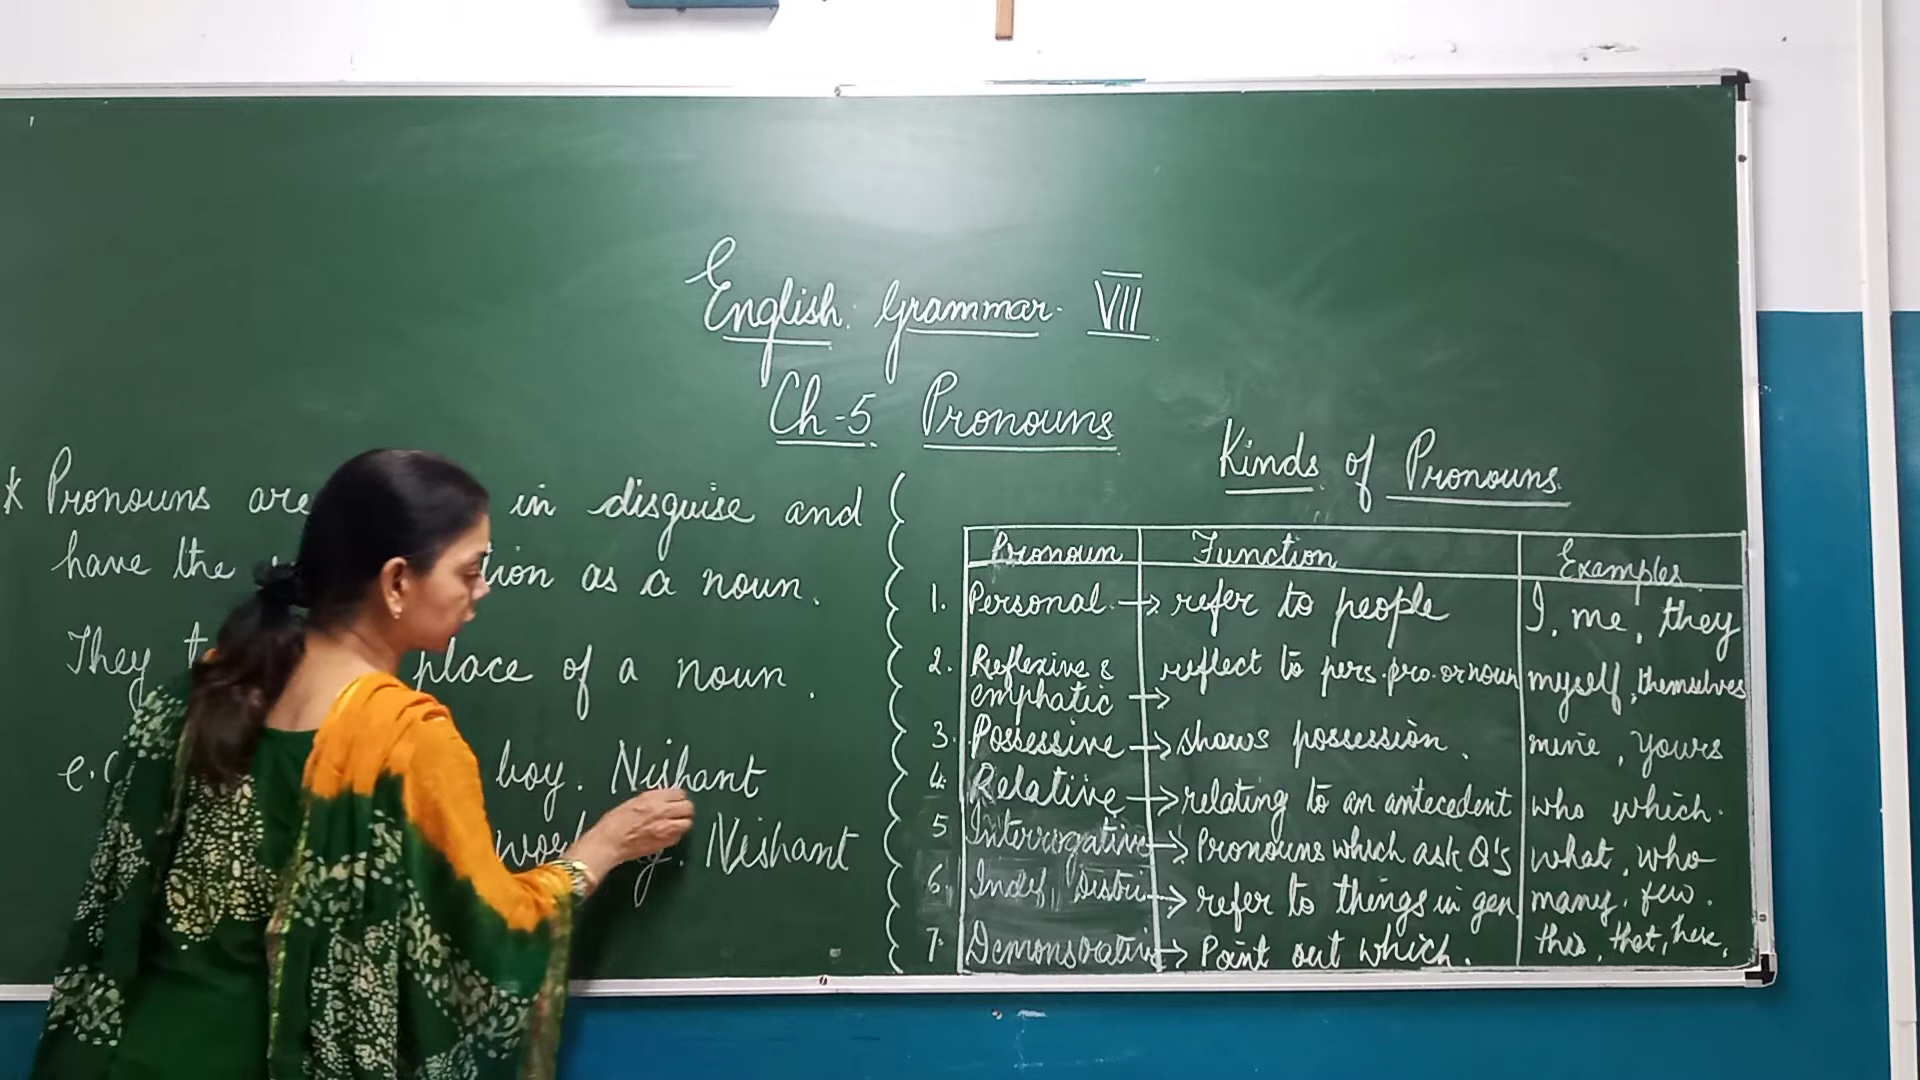 English Grammar VII
Ch-5 Pronouns
* Pronouns are in disguise and
have the as a noun.
They place of a noun.
boy. Nishant
Nishant
Kinds of Pronouns
Pronoun Function Examples
1. Personal → refer to people I, me, they
2. Reflexive & emphatic → reflect to pers. pro. or noun myself, themselves
3. Possessive → shows possession. mine, yours
4. Relative → relating to an antecedent who which.
5 Interrogative → Pronouns which ask Q's what, who
6. Indef, Distri → refer to things in gen. many, few.
7. Demonstrative → Point out which. this, that, these,